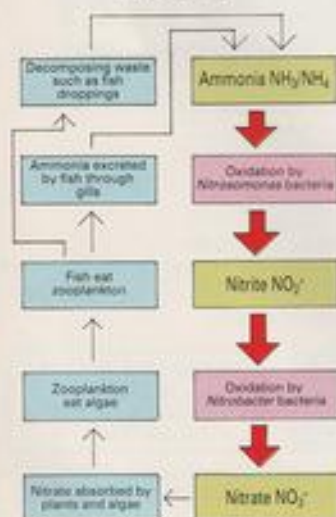 Decomposing waste
such as fish
droppings
Ammonia NH₃/NH₄
Ammonia excreted
by fish through
gills
Oxidation by
Nitrosomonas bacteria
Fish eat
zooplankton
Nitrite NO₂⁻
Zooplankton
eat algae
Oxidation by
Nitrobacter bacteria
Nitrate absorbed by
plants and algae
Nitrate NO₃⁻